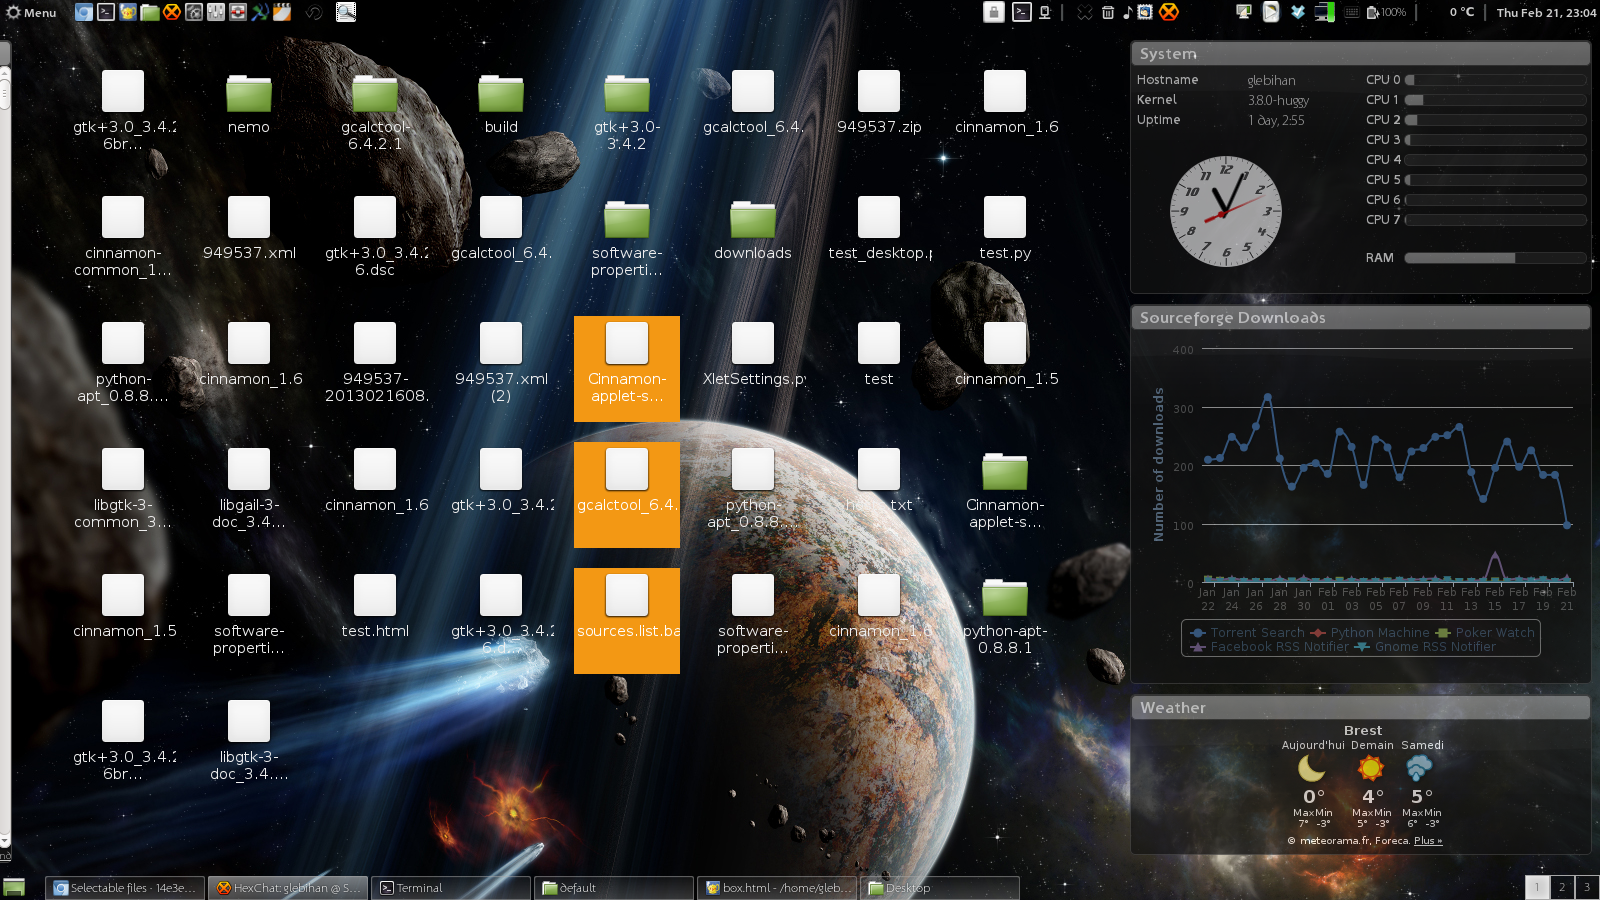 Menu
100%
0 °C
Thu Feb 21, 23:04
gtk+3.0_3.4.2
6br...
nemo
gcalctool-
6.4.2.1
build
gtk+3.0-
3.4.2
gcalctool_6.4.
949537.zip
cinnamon_1.6
cinnamon-
common_1...
949537.xml
gtk+3.0_3.4.2
6.dsc
gcalctool_6.4.
software-
properti...
downloads
test_desktop.p
test.py
python-
apt_0.8.8....
cinnamon_1.6
949537-
2013021608.
949537.xml
(2)
Cinnamon-
applet-s...
XletSettings.py
test
cinnamon_1.5
libgtk-3-
common_3...
libgail-3-
doc_3.4...
cinnamon_1.6
gtk+3.0_3.4.2
gcalctool_6.4.
python-
apt_0.8.8....
.txt
Cinnamon-
applet-s...
cinnamon_1.5
software-
properti...
test.html
gtk+3.0_3.4.2
6.d...
sources.list.ba
software-
properti...
cinnamon_1.6
python-apt-
0.8.8.1
gtk+3.0_3.4.2
6br...
libgtk-3-
doc_3.4....
System
Hostname glebihan
Kernel 3.8.0-huggy
Uptime 1 day, 2:55
CPU 0
CPU 1
CPU 2
CPU 3
CPU 4
CPU 5
CPU 6
CPU 7
RAM
12
1
2
3
4
5
6
7
8
9
10
11
Sourceforge Downloads
Number of downloads
400
300
200
100
0
Jan Jan Jan Jan Jan Feb Feb Feb Feb Feb Feb Feb Feb Feb Feb Feb
22 24 26 28 30 01 03 05 07 09 11 13 15 17 19 21
Torrent Search Python Machine Poker Watch
Facebook RSS Notifier Gnome RSS Notifier
Weather
Brest
Aujourd'hui Demain Samedi
0° 4° 5°
MaxMin MaxMin MaxMin
7° -3° 5° -3° 6° -3°
© meteorama.fr, Foreca. Plus »
Selectable files - 14e3e...
HexChat: glebihan @ S...
Terminal
default
box.html - /home/gleb...
Desktop
1 2 3